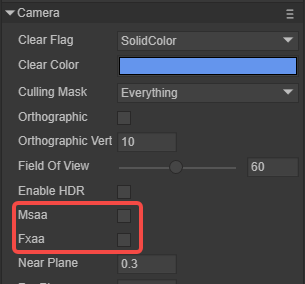 Camera
Clear Flag SolidColor
Clear Color
Culling Mask Everything
Orthographic
Orthographic Vert 10
Field Of View 60
Enable HDR
Msaa
Fxaa
Near Plane 0.3